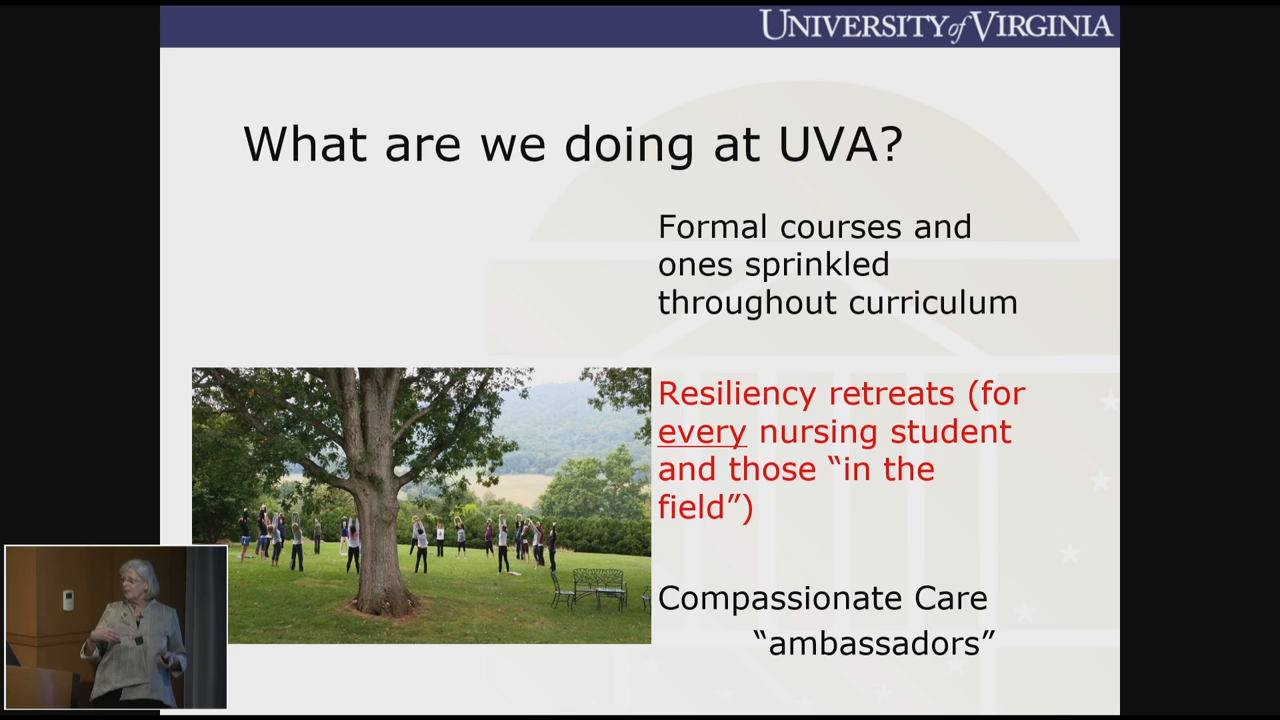 UNIVERSITY of VIRGINIA
What are we doing at UVA?
Formal courses and
ones sprinkled
throughout curriculum
Resiliency retreats (for
every nursing student
and those “in the
field”)
Compassionate Care
“ambassadors”